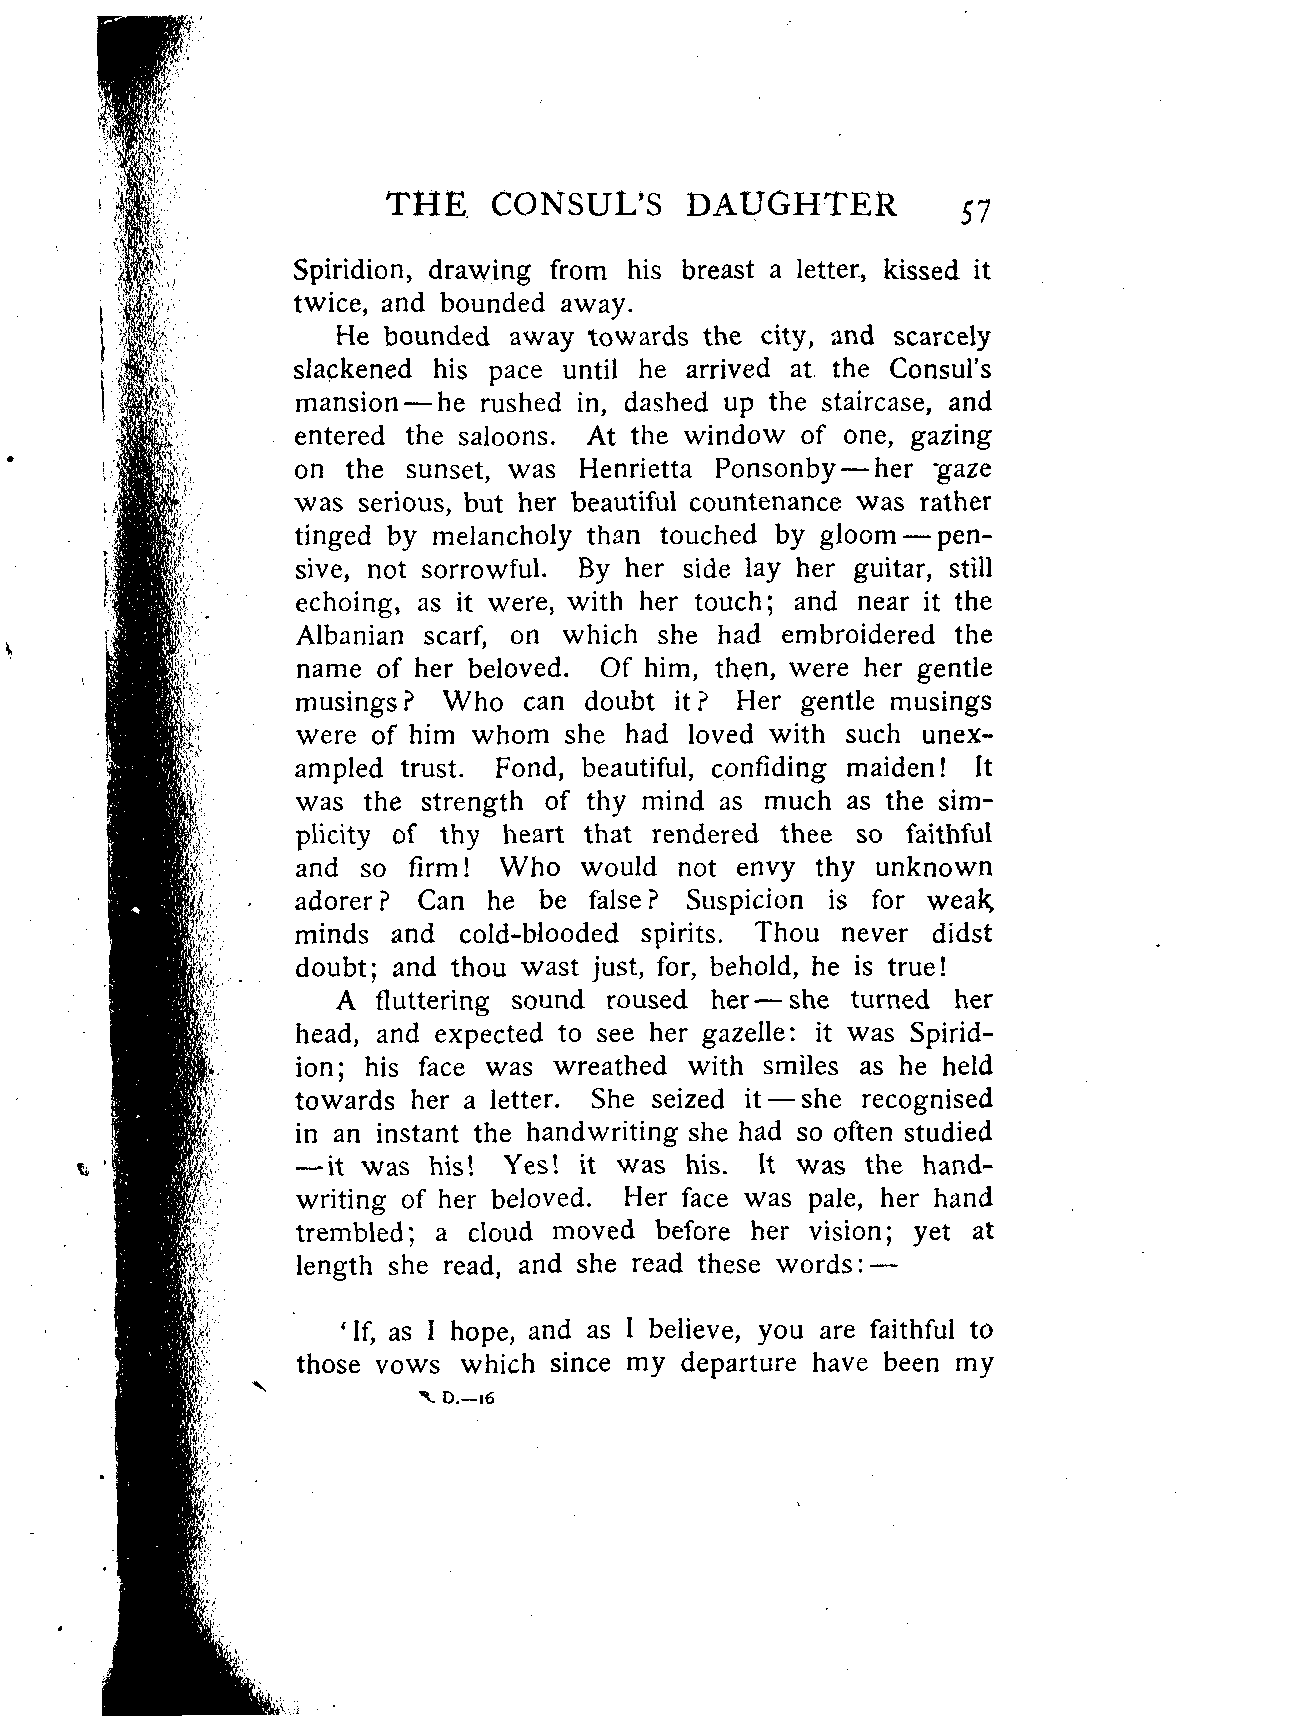 THE CONSUL'S DAUGHTER 57
Spiridion, drawing from his breast a letter, kissed it
twice, and bounded away.
He bounded away towards the city, and scarcely
slackened his pace until he arrived at the Consul's
mansion—he rushed in, dashed up the staircase, and
entered the saloons. At the window of one, gazing
on the sunset, was Henrietta Ponsonby—her gaze
was serious, but her beautiful countenance was rather
tinged by melancholy than touched by gloom—pen-
sive, not sorrowful. By her side lay her guitar, still
echoing, as it were, with her touch; and near it the
Albanian scarf, on which she had embroidered the
name of her beloved. Of him, then, were her gentle
musings? Who can doubt it? Her gentle musings
were of him whom she had loved with such unex-
ampled trust. Fond, beautiful, confiding maiden! It
was the strength of thy mind as much as the sim-
plicity of thy heart that rendered thee so faithful
and so firm! Who would not envy thy unknown
adorer? Can he be false? Suspicion is for weak
minds and cold-blooded spirits. Thou never didst
doubt; and thou wast just, for, behold, he is true!
A fluttering sound roused her—she turned her
head, and expected to see her gazelle: it was Spirid-
ion; his face was wreathed with smiles as he held
towards her a letter. She seized it—she recognised
in an instant the handwriting she had so often studied
—it was his! Yes! it was his. It was the hand-
writing of her beloved. Her face was pale, her hand
trembled; a cloud moved before her vision; yet at
length she read, and she read these words:—
'If, as I hope, and as I believe, you are faithful to
those vows which since my departure have been my
D.—16